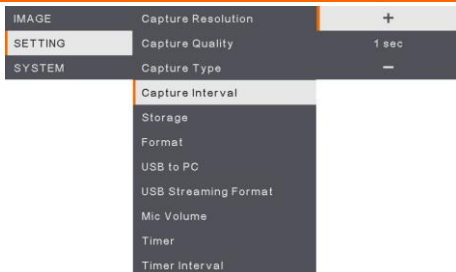 IMAGE
SETTING
SYSTEM
Capture Resolution
Capture Quality
Capture Type
Capture Interval
Storage
Format
USB to PC
USB Streaming Format
Mic Volume
Timer
Timer Interval
+
1 sec
−